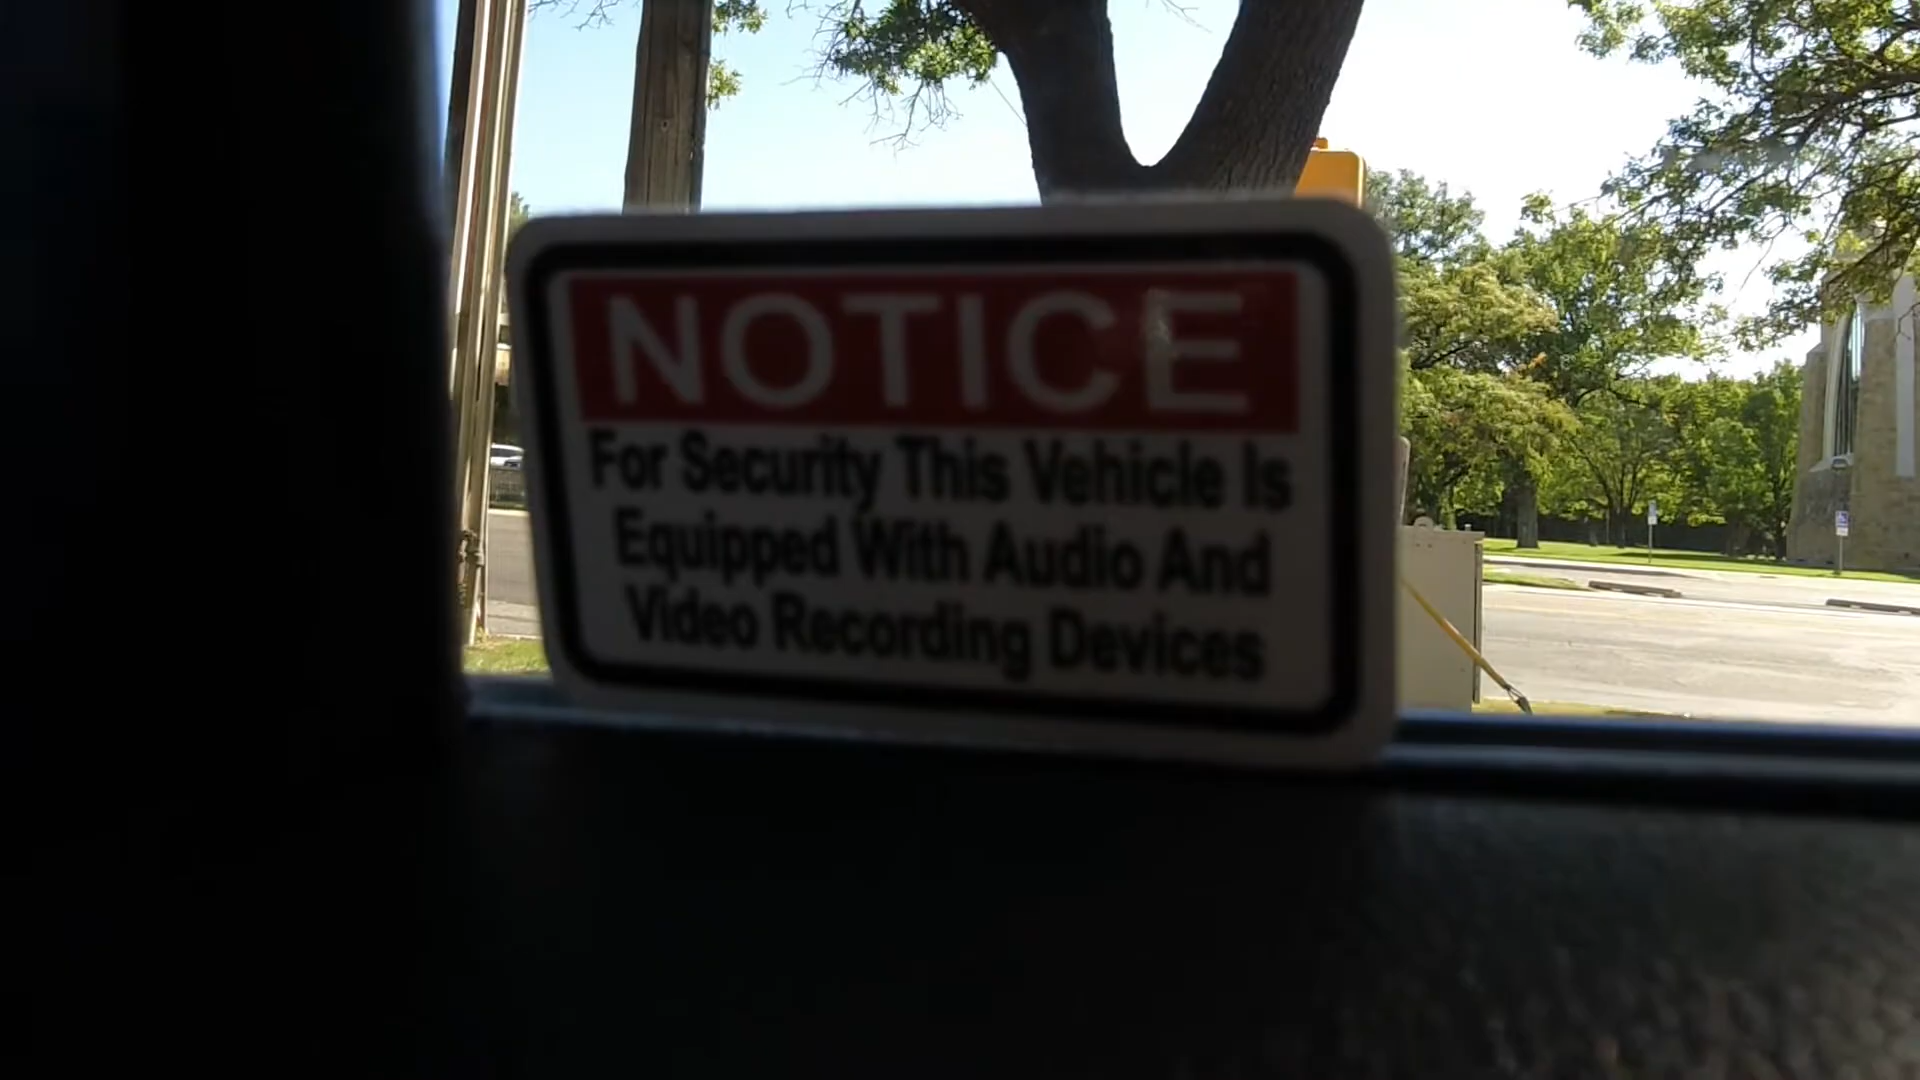 NOTICE
For Security This Vehicle Is
Equipped With Audio And
Video Recording Devices